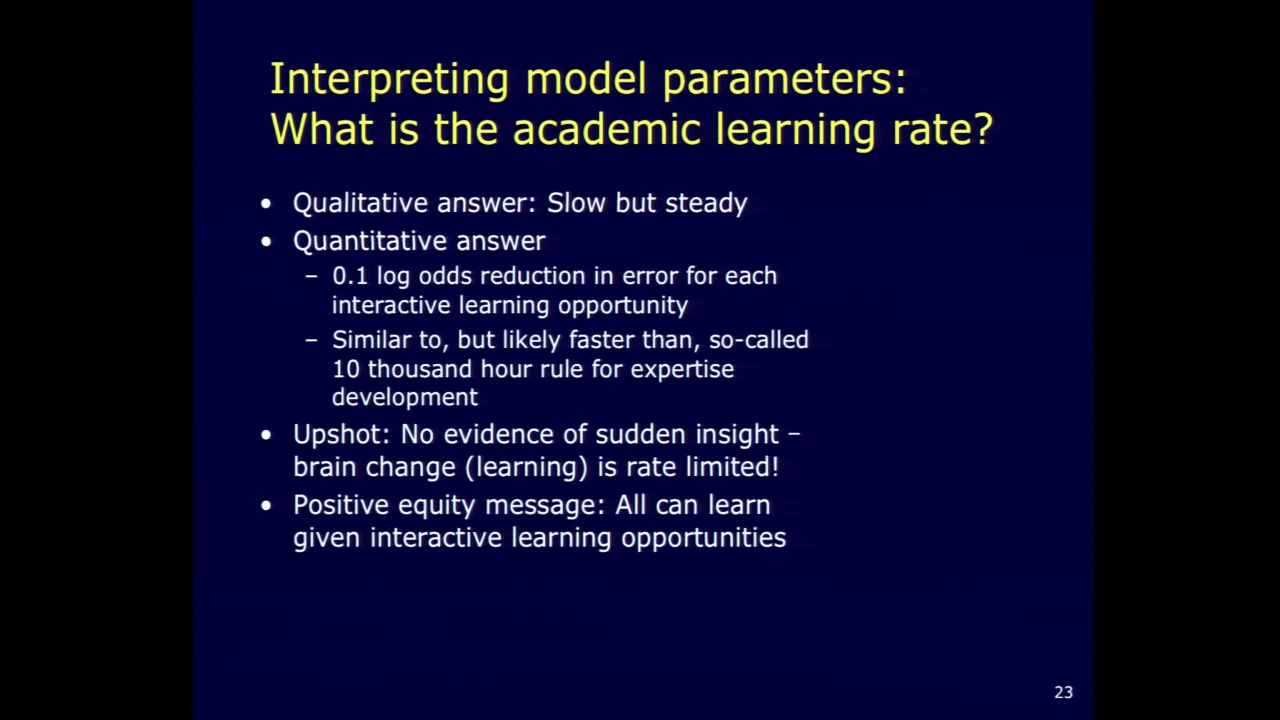 Interpreting model parameters:
What is the academic learning rate?
• Qualitative answer: Slow but steady
• Quantitative answer
– 0.1 log odds reduction in error for each
interactive learning opportunity
– Similar to, but likely faster than, so-called
10 thousand hour rule for expertise
development
• Upshot: No evidence of sudden insight –
brain change (learning) is rate limited!
• Positive equity message: All can learn
given interactive learning opportunities
23